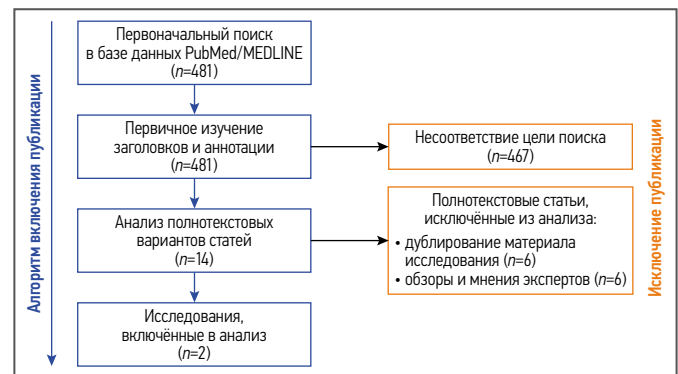 Алгоритм включения публикации
Первоначальный поиск
в базе данных PubMed/MEDLINE
(n=481)
Первичное изучение
заголовков и аннотации
(n=481)
Несоответствие цели поиска
(n=467)
Анализ полнотекстовых
вариантов статей
(n=14)
Полнотекстовые статьи,
исключённые из анализа:
• дублирование материала
исследования (n=6)
• обзоры и мнения экспертов (n=6)
Исследования,
включённые в анализ
(n=2)
Исключение публикации